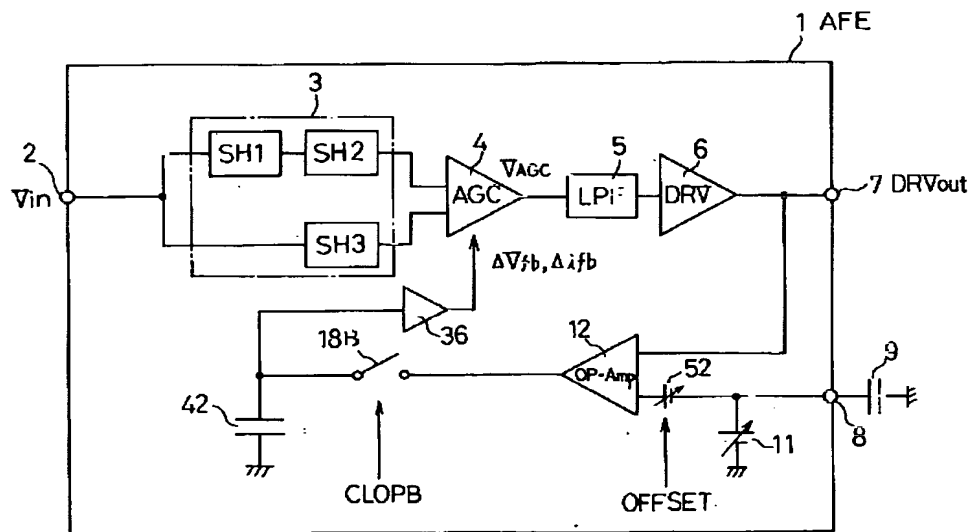 1 AFE
3
SH1
SH2
SH3
2
Vin
4
AGC
VAGC
5
LPF
6
DRV
7 DRVout
ΔVfb, Δifb
36
18B
12
OP-Amp
52
9
8
11
42
CLOPB
OFFSET